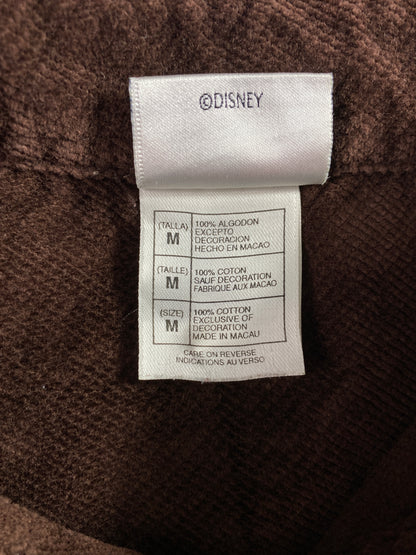 ©DISNEY
(TALLA)
M
100% ALGODON
EXCEPTO
DECORACION
HECHO EN MACAO
(TAILLE)
M
100% COTON
SAUF DECORATION
FABRIQUE AUX MACAO
(SIZE)
M
100% COTTON
EXCLUSIVE OF
DECORATION
MADE IN MACAU
CARE ON REVERSE
INDICATIONS AU VERSO